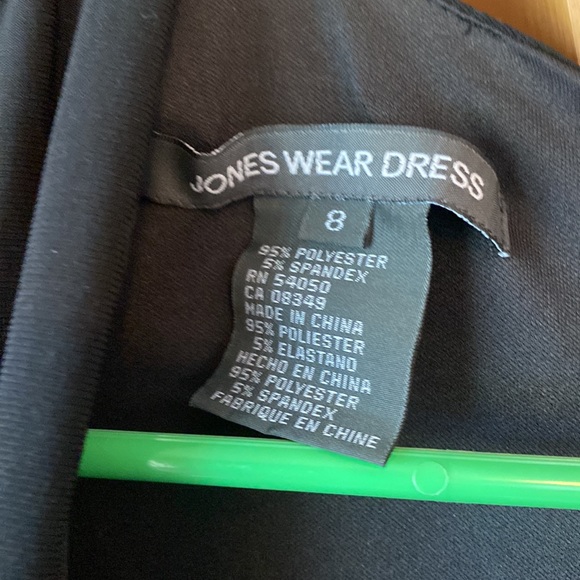 JONES WEAR DRESS
8
95% POLYESTER
5% SPANDEX
RN 54050
CA 08349
MADE IN CHINA
95% POLIESTER
5% ELASTANO
HECHO EN CHINA
95% POLYESTER
5% SPANDEX
FABRIQUE EN CHINE